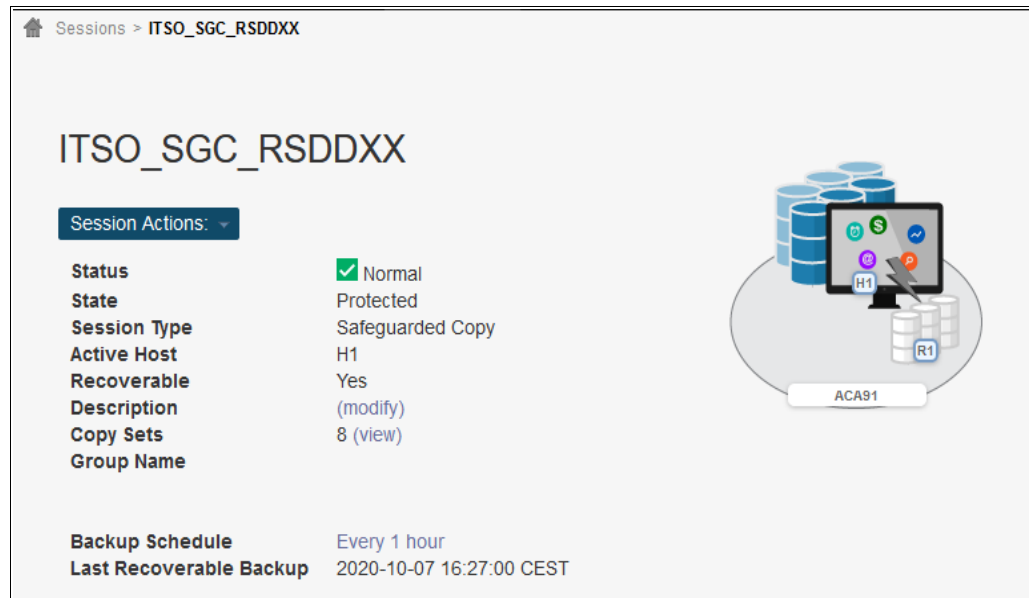 Sessions > ITSO_SGC_RSDDXX
ITSO_SGC_RSDDXX
Session Actions:
Status Normal
State Protected
Session Type Safeguarded Copy
Active Host H1
Recoverable Yes
Description (modify)
Copy Sets 8 (view)
Group Name
Backup Schedule Every 1 hour
Last Recoverable Backup 2020-10-07 16:27:00 CEST
$
@
H1
R1
ACA91